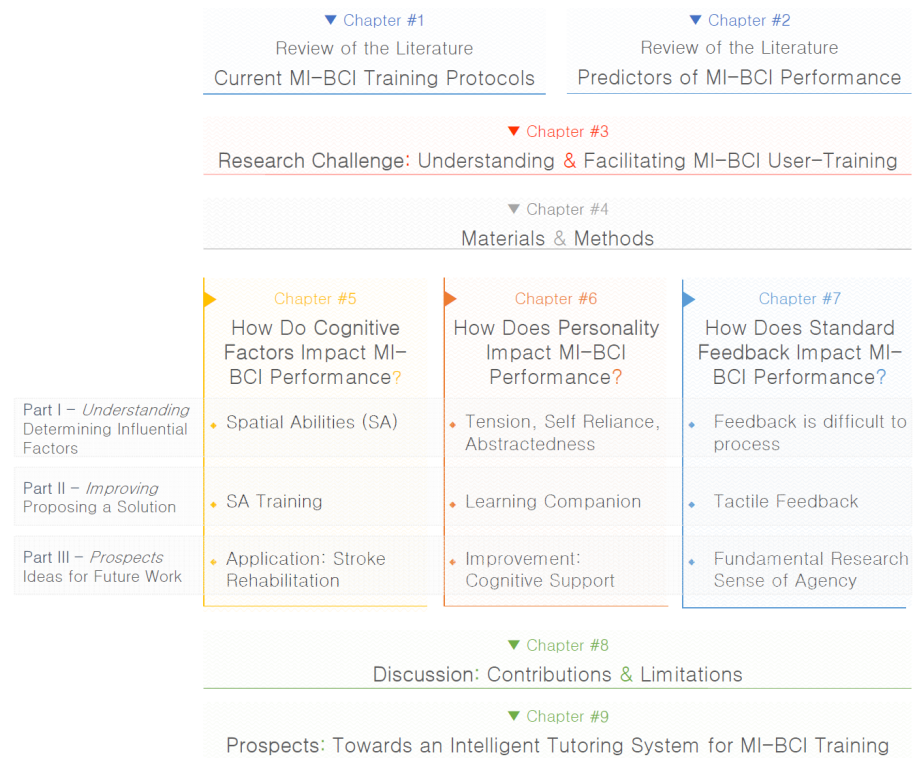 ▼ Chapter #1
Review of the Literature
Current MI-BCI Training Protocols
▼ Chapter #2
Review of the Literature
Predictors of MI-BCI Performance
▼ Chapter #3
Research Challenge: Understanding & Facilitating MI-BCI User-Training
▼ Chapter #4
Materials & Methods
Chapter #5
How Do Cognitive
Factors Impact MI-
BCI Performance?
Chapter #6
How Does Personality
Impact MI-BCI
Performance?
Chapter #7
How Does Standard
Feedback Impact MI-
BCI Performance?
Part I - Understanding
Determining Influential
Factors
Spatial Abilities (SA)
Tension, Self Reliance,
Abstractedness
Feedback is difficult to
process
Part II - Improving
Proposing a Solution
SA Training
Learning Companion
Tactile Feedback
Part III - Prospects
Ideas for Future Work
Application: Stroke
Rehabilitation
Improvement:
Cognitive Support
Fundamental Research
Sense of Agency
▼ Chapter #8
Discussion: Contributions & Limitations
▼ Chapter #9
Prospects: Towards an Intelligent Tutoring System for MI-BCI Training